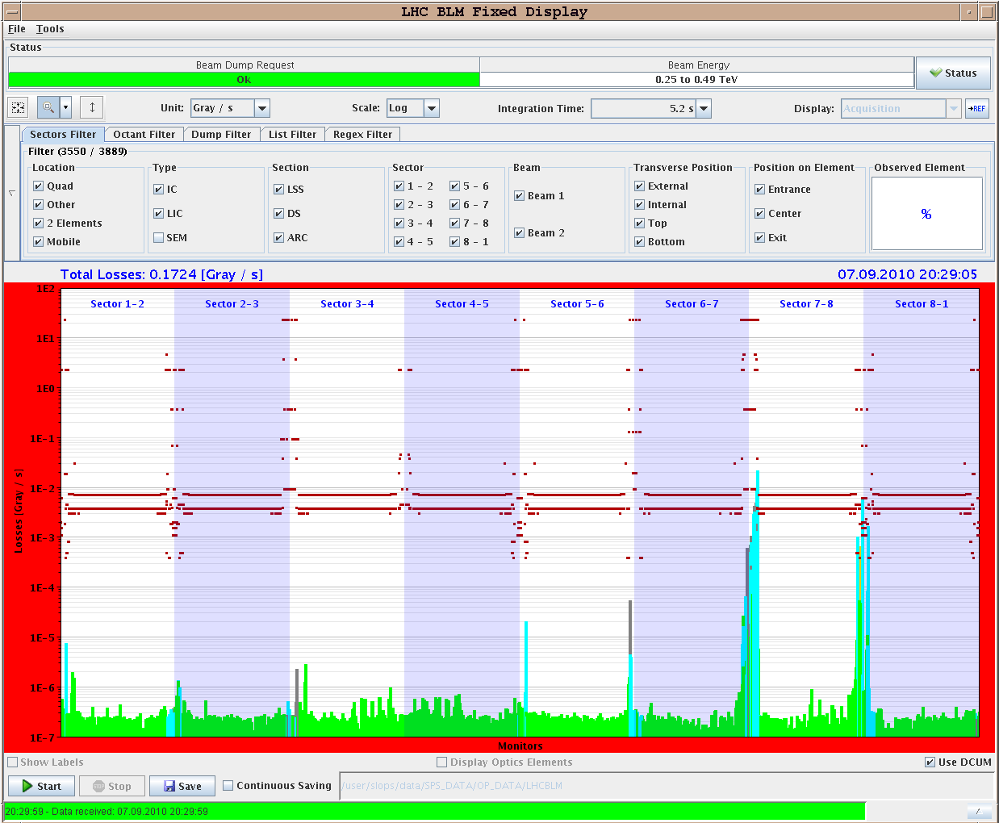 LHC BLM Fixed Display
File Tools
Status
Beam Dump Request Beam Energy
Ok 0.25 to 0.49 TeV
Status
Unit: Gray / s Scale: Log Integration Time: 5.2 s Display: Acquisition →REF
Sectors Filter Octant Filter Dump Filter List Filter Regex Filter
Filter (3550 / 3889)
Location
Quad
Other
2 Elements
Mobile
Type
IC
LIC
SEM
Section
LSS
DS
ARC
Sector
1 - 2 5 - 6
2 - 3 6 - 7
3 - 4 7 - 8
4 - 5 8 - 1
Beam
Beam 1
Beam 2
Transverse Position
External
Internal
Top
Bottom
Position on Element
Entrance
Center
Exit
Observed Element
%
Total Losses: 0.1724 [Gray / s] 07.09.2010 20:29:05
Sector 1-2 Sector 2-3 Sector 3-4 Sector 4-5 Sector 5-6 Sector 6-7 Sector 7-8 Sector 8-1
1E2
1E1
1E0
1E-1
1E-2
1E-3
1E-4
1E-5
1E-6
1E-7
Losses [Gray / s]
Monitors
Show Labels Display Optics Elements Use DCUM
Start STOP Stop Save Continuous Saving /user/slops/data/SPS_DATA/OP_DATA/LHCBLM
20:29:59 - Data received: 07.09.2010 20:29:59